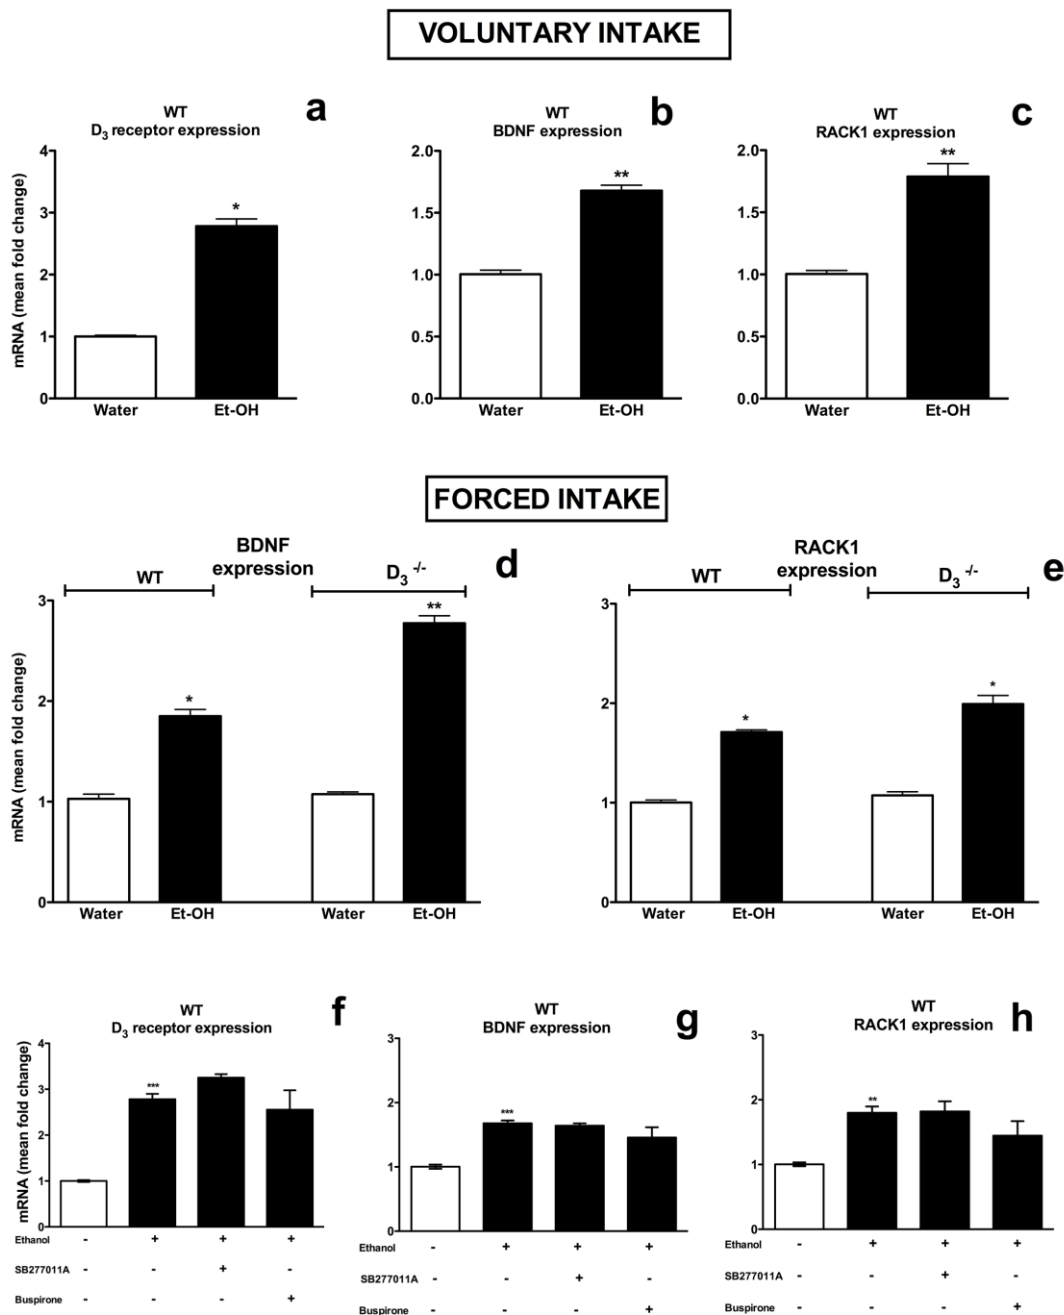 VOLUNTARY INTAKE
WT
D3 receptor expression
a
WT
BDNF expression
b
WT
RACK1 expression
c
mRNA (mean fold change)
4
3
2
1
0
*
Water
Et-OH
2.0
1.5
1.0
0.5
0.0
**
Water
Et-OH
2.0
1.5
1.0
0.5
0.0
**
Water
Et-OH
FORCED INTAKE
BDNF
expression
d
WT
D3 -/-
mRNA (mean fold change)
3
2
1
0
*
**
Water
Et-OH
Water
Et-OH
RACK1
expression
e
WT
D3 -/-
3
2
1
0
*
*
Water
Et-OH
Water
Et-OH
WT
D3 receptor expression
f
mRNA (mean fold change)
4
3
2
1
0
***
Ethanol - + + +
SB277011A - - + -
Buspirone - - - +
WT
BDNF expression
g
3
2
1
0
***
Ethanol - + + +
SB277011A - - + -
Buspirone - - - +
WT
RACK1 expression
h
3
2
1
0
**
Ethanol - + + +
SB277011A - - + -
Buspirone - - - +